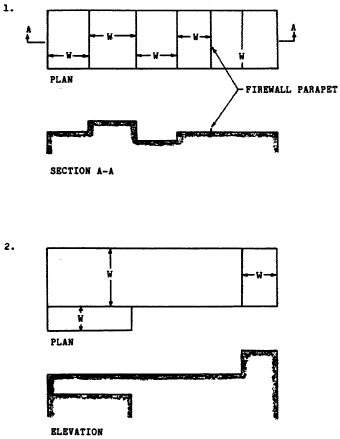 1.
A A
W W W W W W
PLAN
FIREWALL PARAPET
SECTION A-A
2.
W W
W
PLAN
ELEVATION